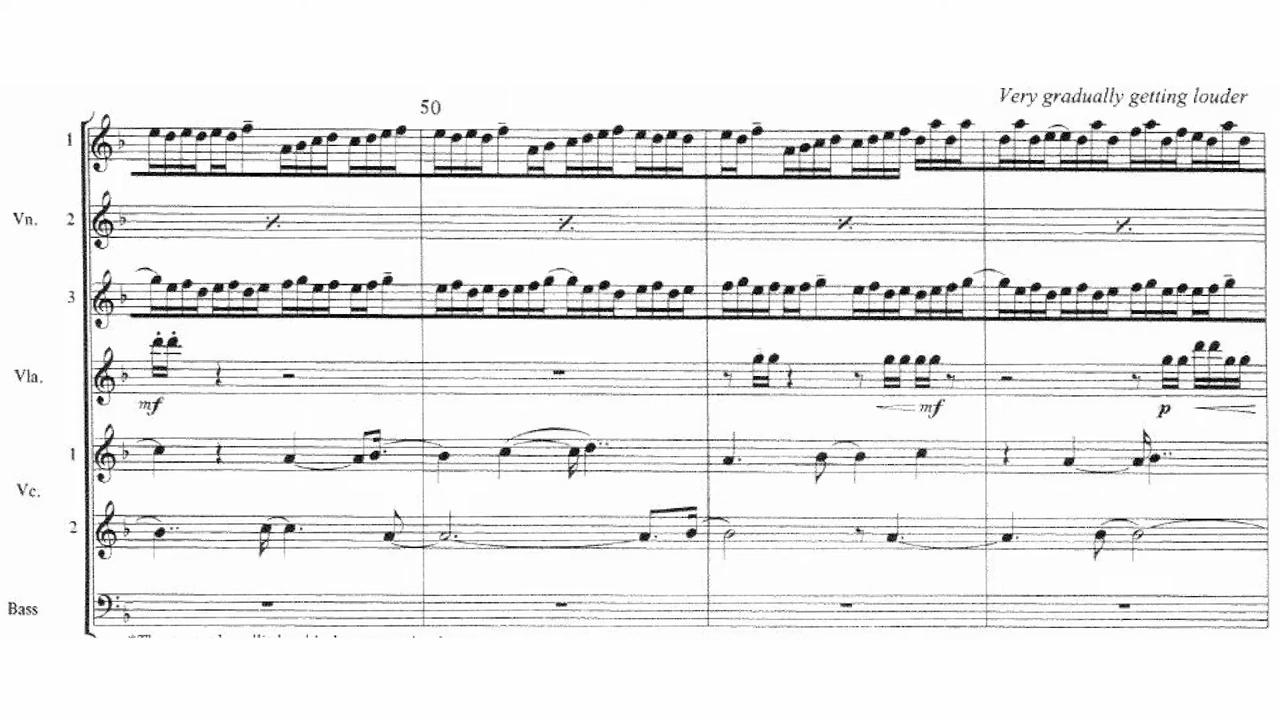 Very gradually getting louder
50
1
Vn. 2
3
Vla.
mf
mf
p
1
Vc.
2
Bass